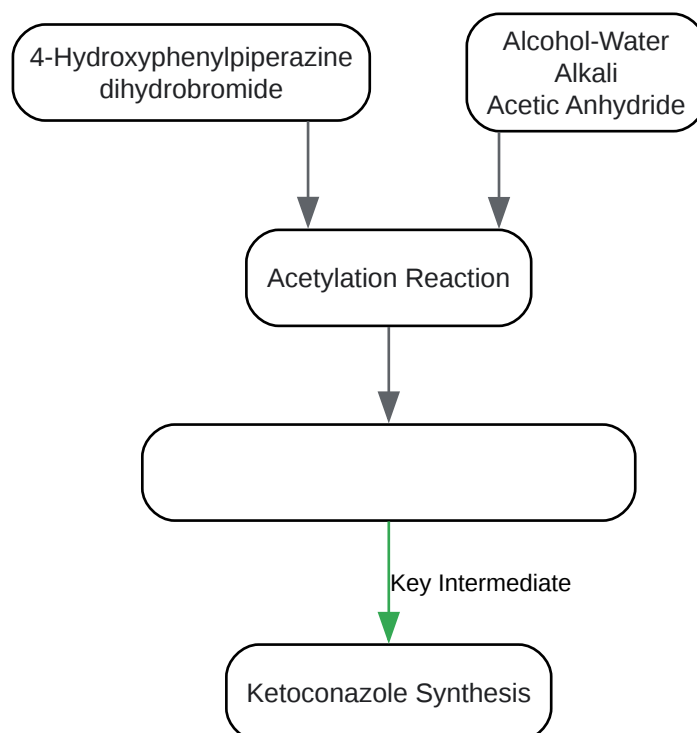 4-Hydroxyphenylpiperazine
dihydrobromide
Alcohol-Water
Alkali
Acetic Anhydride
Acetylation Reaction
Key Intermediate
Ketoconazole Synthesis